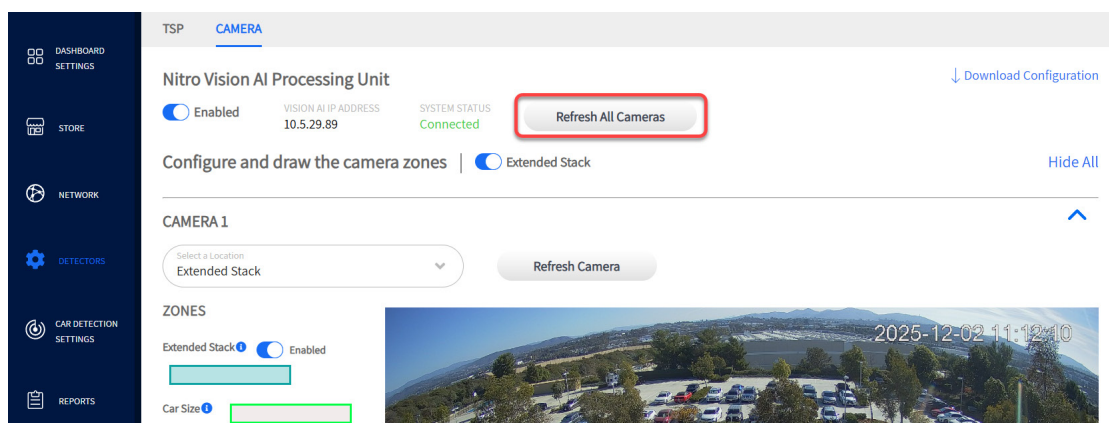 TSP CAMERA
DASHBOARD
SETTINGS
STORE
NETWORK
DETECTORS
CAR DETECTION
SETTINGS
REPORTS
Nitro Vision AI Processing Unit
Download Configuration
Enabled
VISION AI IP ADDRESS
10.5.29.89
SYSTEM STATUS
Connected
Refresh All Cameras
Configure and draw the camera zones | Extended Stack
Hide All
CAMERA 1
Select a Location
Extended Stack
Refresh Camera
ZONES
Extended Stack Enabled
Car Size
2025-12-02 11:12:10